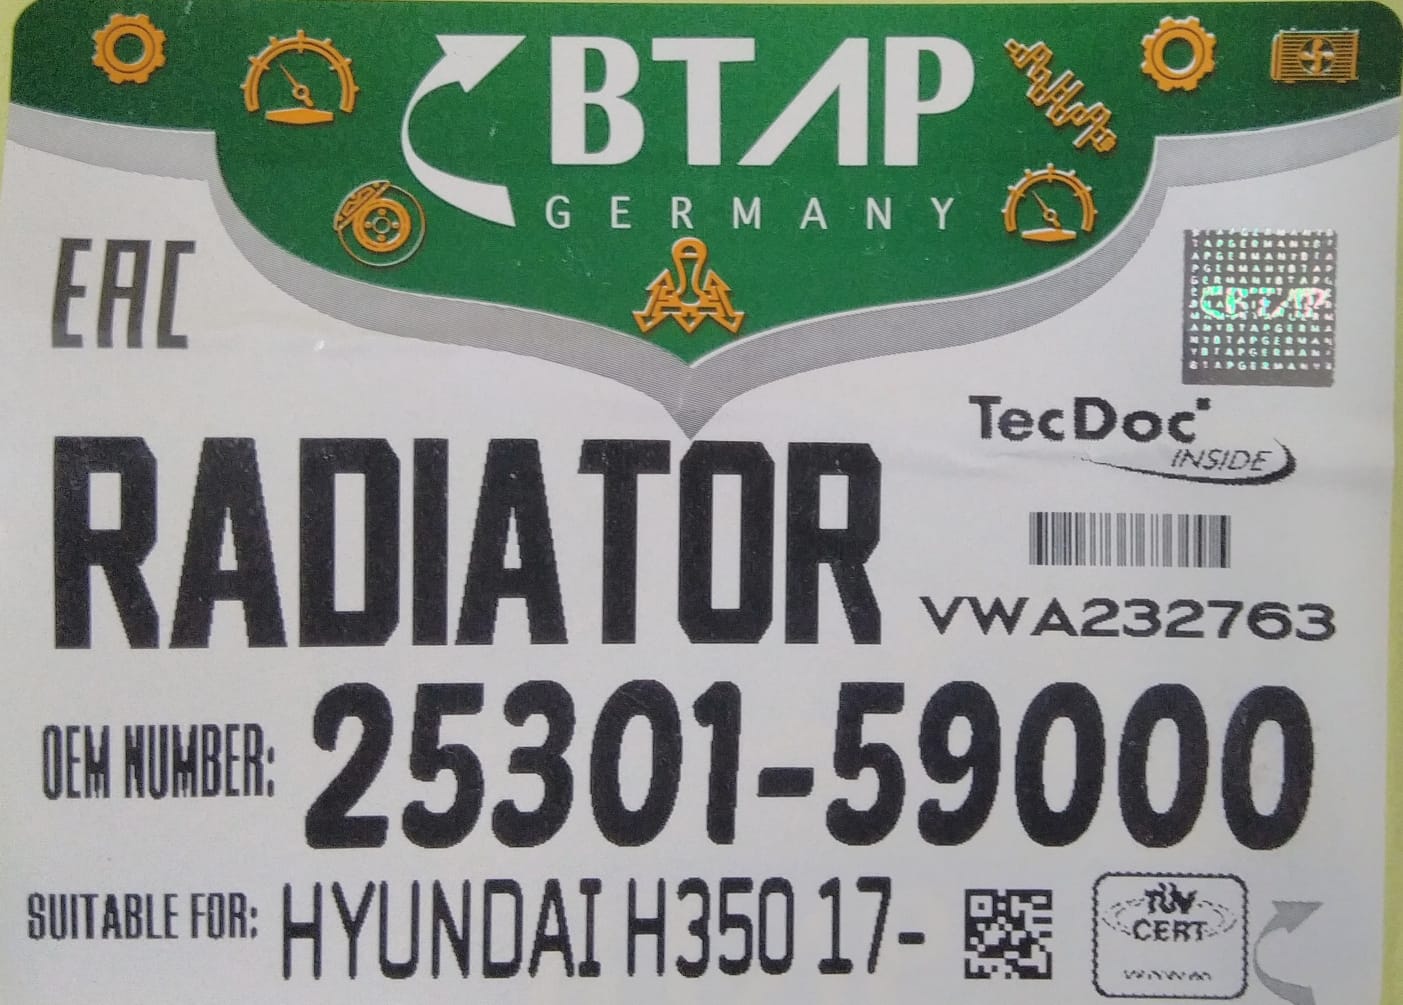 BTAP
GERMANY
EAC
TecDoc
INSIDE
RADIATOR
VWA232763
OEM NUMBER: 25301-59000
SUITABLE FOR: HYUNDAI H350 17-
TÜV
CERT